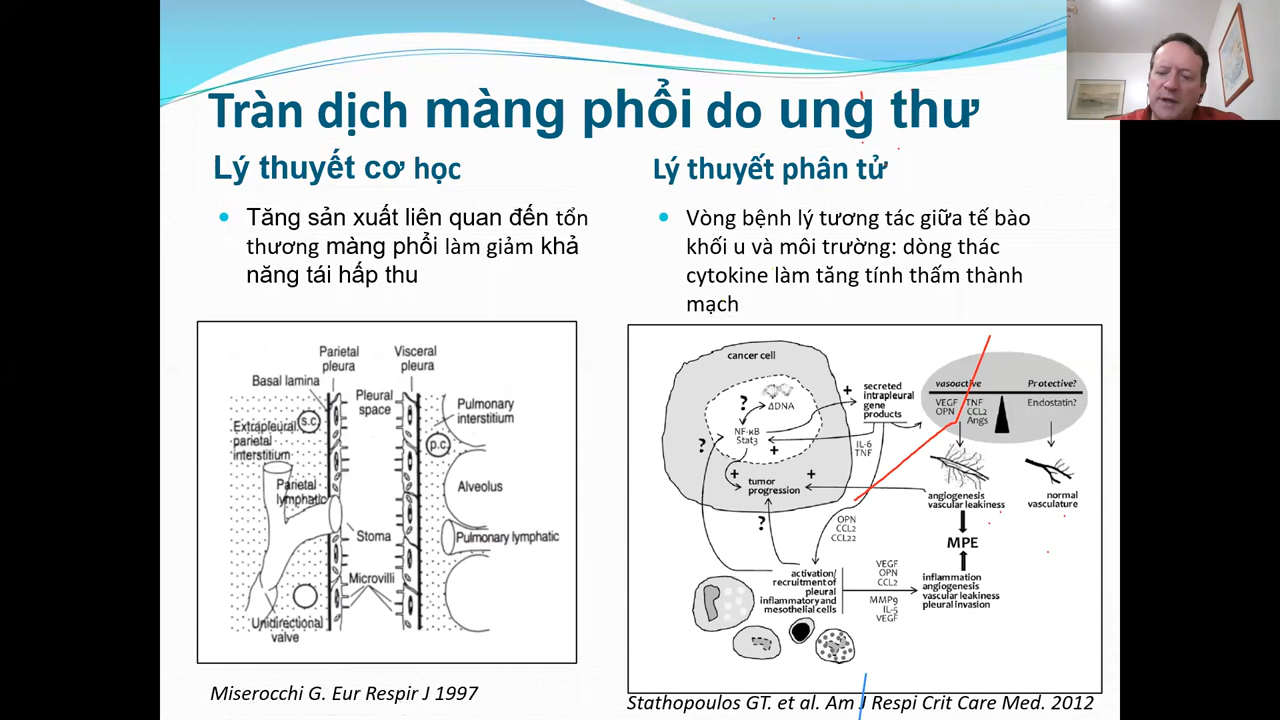 Tràn dịch màng phổi do ung thư
Lý thuyết cơ học
Tăng sản xuất liên quan đến tổn
thương màng phổi làm giảm khả
năng tái hấp thu
Parietal
pleura
Visceral
pleura
Basal lamina
Pleural
space
s.c.
Pulmonary
interstitium
Extrapleural
parietal
interstitium
p.c.
Parietal
lymphatic
Alveolus
Stoma
Pulmonary lymphatic
Microvilli
Unidirectional
valve
Miserocchi G. Eur Respir J 1997
Lý thuyết phân tử
Vòng bệnh lý tương tác giữa tế bào
khối u và môi trường: dòng thác
cytokine làm tăng tính thấm thành
mạch
cancer cell
?
ΔDNA
NF-κB
Stat3
?
+
+
tumor
progression
+
?
+
secreted
intrapleural
gene
products
IL-6
TNF
vasoactive
Protective?
VEGF
OPN
TNF
CCL2
Angs
Endostatin?
angiogenesis
vascular leakiness
normal
vasculature
MPE
OPN
CCL2
CCL22
activation/
recruitment of
pleural
inflammatory and
mesothelial cells
VEGF
OPN
CCL2
MMP9
IL-5
VEGF
inflammation
angiogenesis
vascular leakiness
pleural invasion
Stathopoulos GT. et al. Am J Respi Crit Care Med. 2012